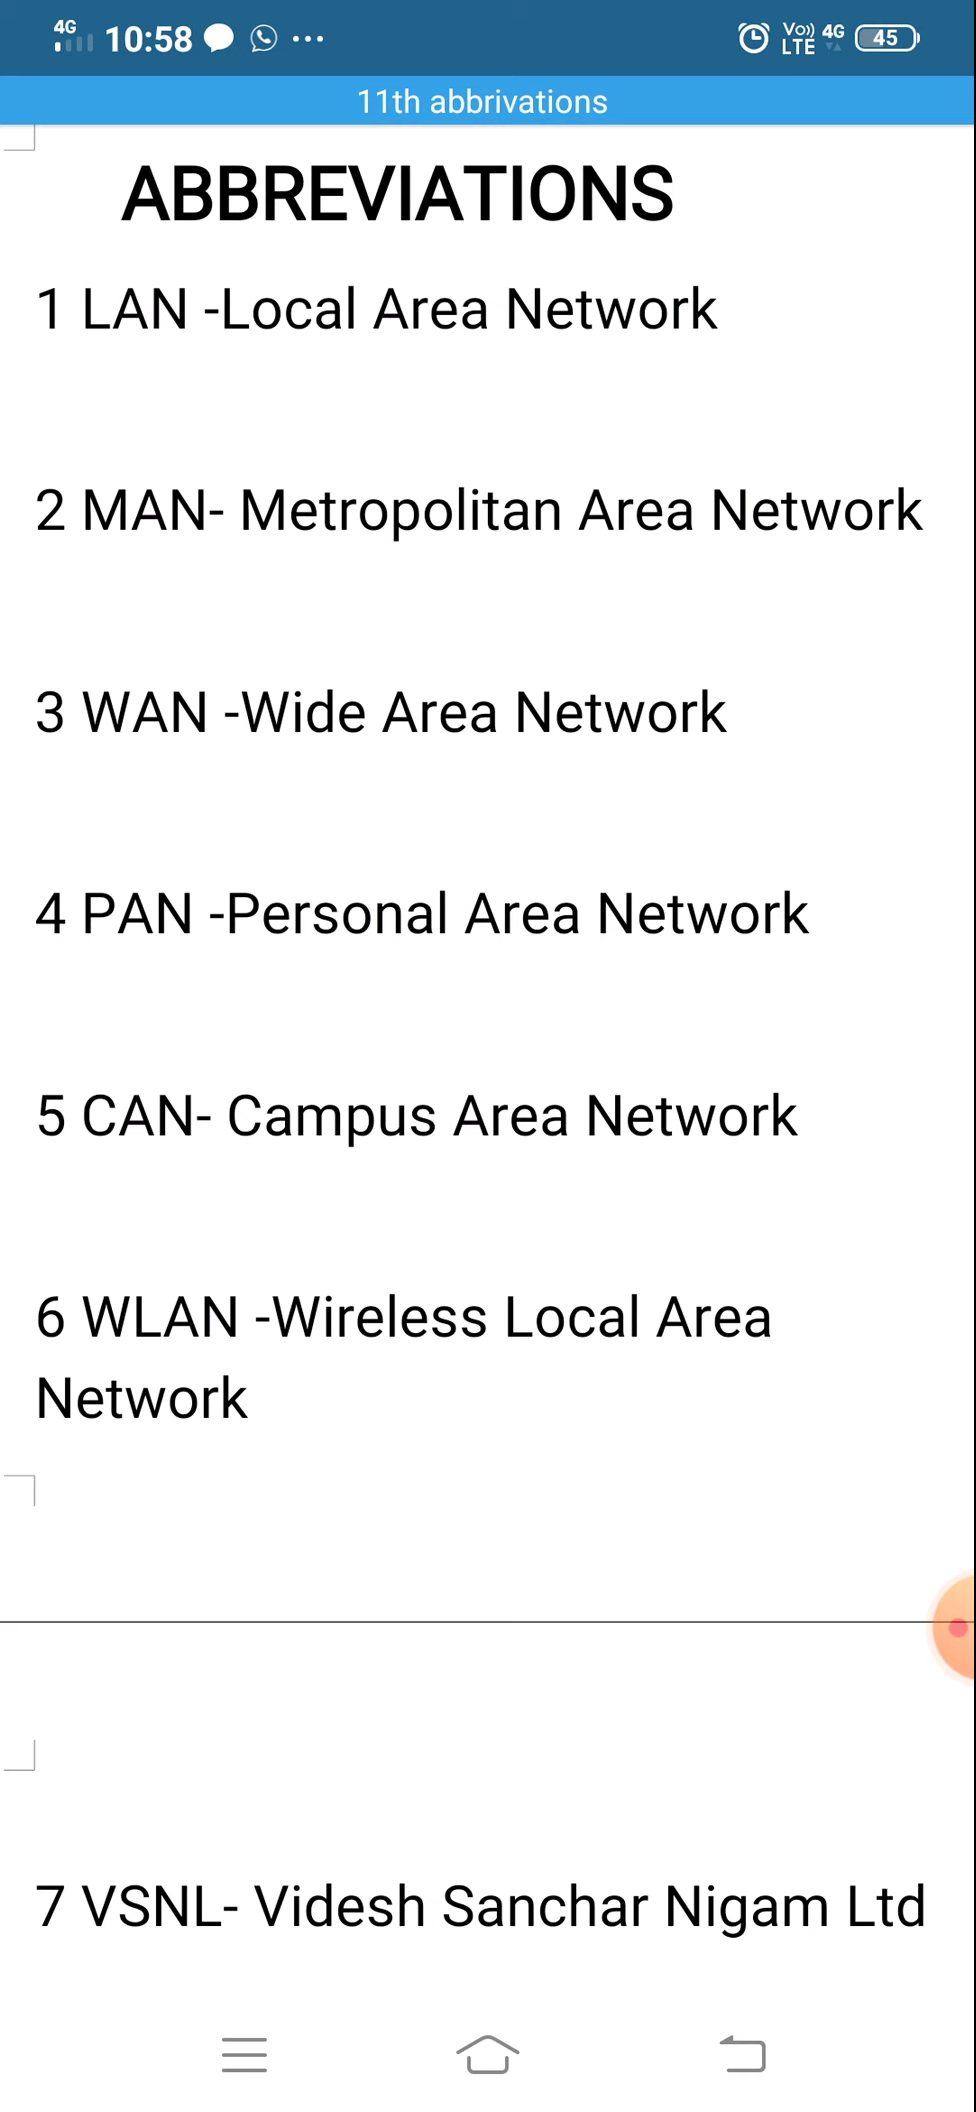 4G 10:58 ... Vo)) LTE 4G 45
11th abbrivations
ABBREVIATIONS
1 LAN -Local Area Network
2 MAN- Metropolitan Area Network
3 WAN -Wide Area Network
4 PAN -Personal Area Network
5 CAN- Campus Area Network
6 WLAN -Wireless Local Area
Network
7 VSNL- Videsh Sanchar Nigam Ltd